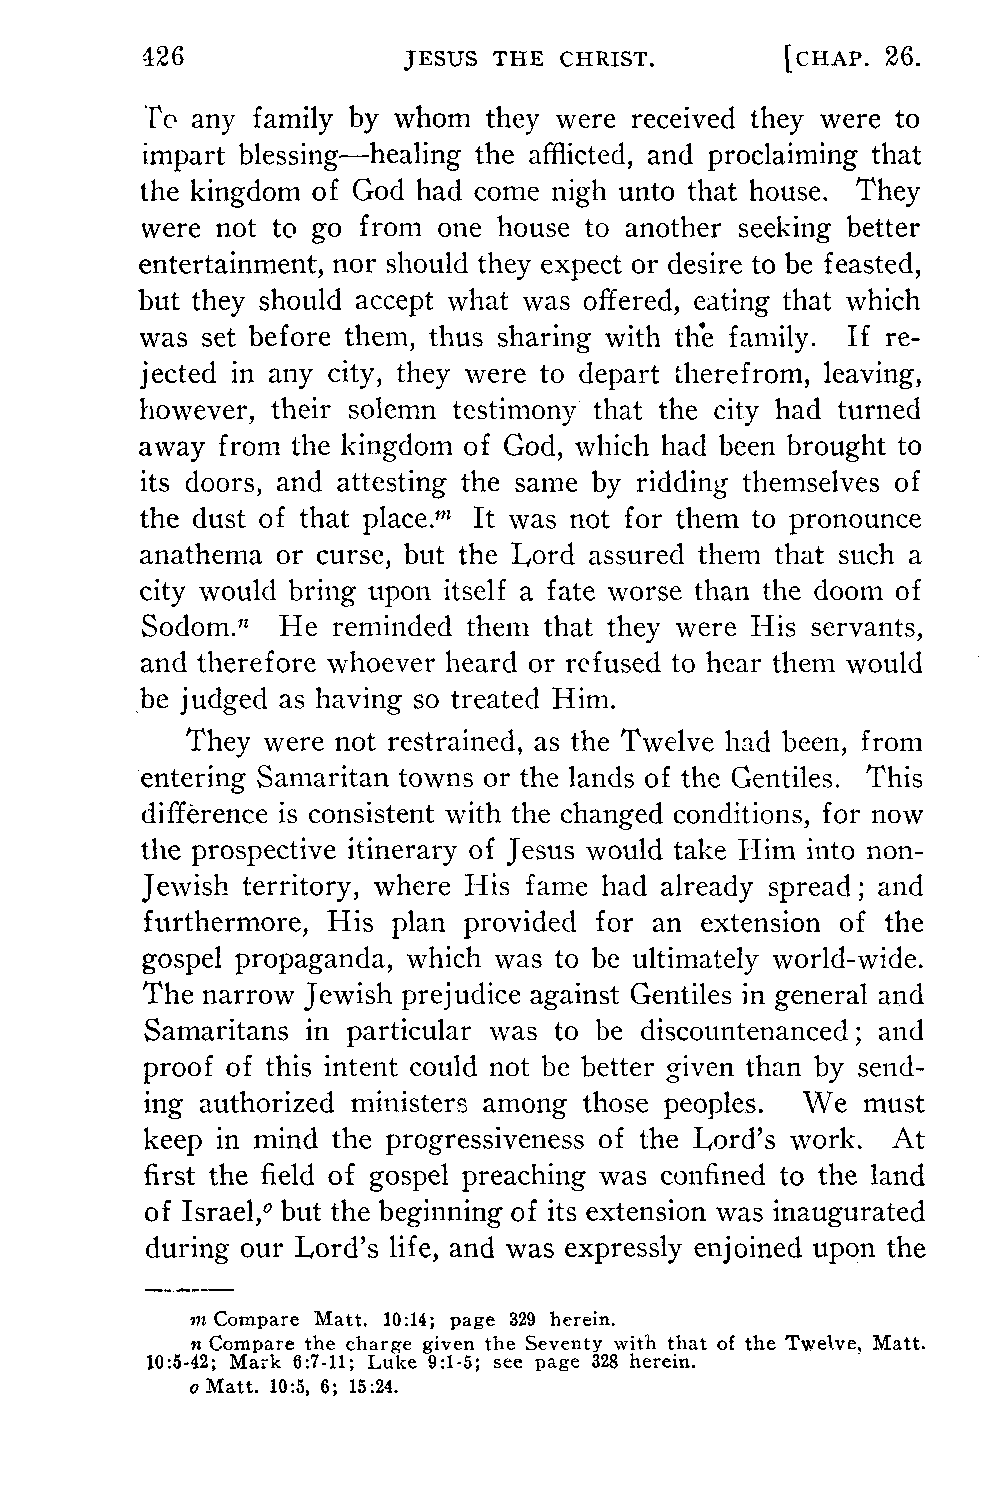 426 JESUS THE CHRIST. [CHAP. 26.
To any family by whom they were received they were to
impart blessing—healing the afflicted, and proclaiming that
the kingdom of God had come nigh unto that house. They
were not to go from one house to another seeking better
entertainment, nor should they expect or desire to be feasted,
but they should accept what was offered, eating that which
was set before them, thus sharing with the family. If re-
jected in any city, they were to depart therefrom, leaving,
however, their solemn testimony that the city had turned
away from the kingdom of God, which had been brought to
its doors, and attesting the same by ridding themselves of
the dust of that place.m It was not for them to pronounce
anathema or curse, but the Lord assured them that such a
city would bring upon itself a fate worse than the doom of
Sodom.n He reminded them that they were His servants,
and therefore whoever heard or refused to hear them would
be judged as having so treated Him.
They were not restrained, as the Twelve had been, from
entering Samaritan towns or the lands of the Gentiles. This
difference is consistent with the changed conditions, for now
the prospective itinerary of Jesus would take Him into non-
Jewish territory, where His fame had already spread; and
furthermore, His plan provided for an extension of the
gospel propaganda, which was to be ultimately world-wide.
The narrow Jewish prejudice against Gentiles in general and
Samaritans in particular was to be discountenanced; and
proof of this intent could not be better given than by send-
ing authorized ministers among those peoples. We must
keep in mind the progressiveness of the Lord's work. At
first the field of gospel preaching was confined to the land
of Israel,o but the beginning of its extension was inaugurated
during our Lord's life, and was expressly enjoined upon the
m Compare Matt. 10:14; page 329 herein.
n Compare the charge given the Seventy with that of the Twelve, Matt.
10:5-42; Mark 6:7-11; Luke 9:1-5; see page 328 herein.
o Matt. 10:5, 6; 15:24.